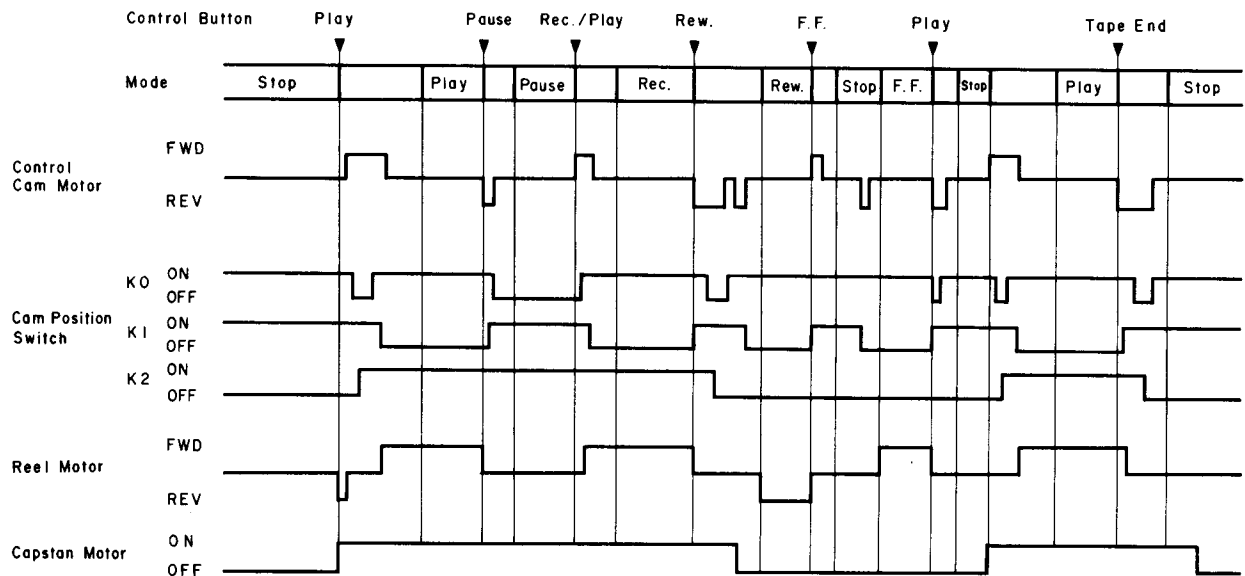 Control Button Play Pause Rec./Play Rew. F.F. Play Tape End
Mode Stop Play Pause Rec. Rew. Stop F.F. Stop Play Stop
Control
Cam Motor
FWD
REV
Cam Position
Switch
K0 ON
OFF
K1 ON
OFF
K2 ON
OFF
Reel Motor
FWD
REV
Capstan Motor
ON
OFF